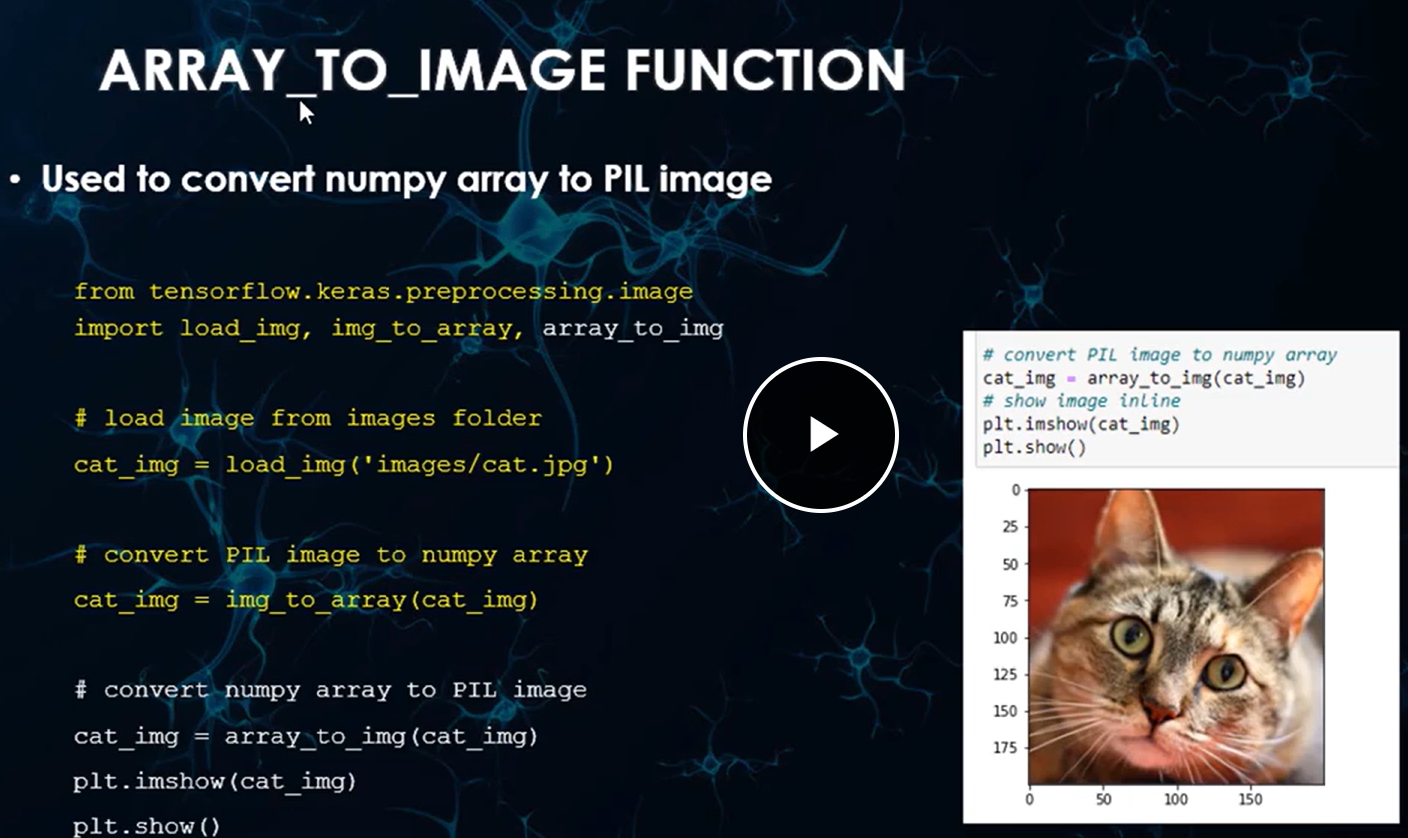 ARRAY_TO_IMAGE FUNCTION
• Used to convert numpy array to PIL image
from tensorflow.keras.preprocessing.image
import load_img, img_to_array, array_to_img
# load image from images folder
cat_img = load_img('images/cat.jpg')
# convert PIL image to numpy array
cat_img = img_to_array(cat_img)
# convert numpy array to PIL image
cat_img = array_to_img(cat_img)
plt.imshow(cat_img)
plt.show()
# convert PIL image to numpy array
cat_img = array_to_img(cat_img)
# show image inline
plt.imshow(cat_img)
plt.show()
0
25
50
75
100
125
150
175
0 50 100 150